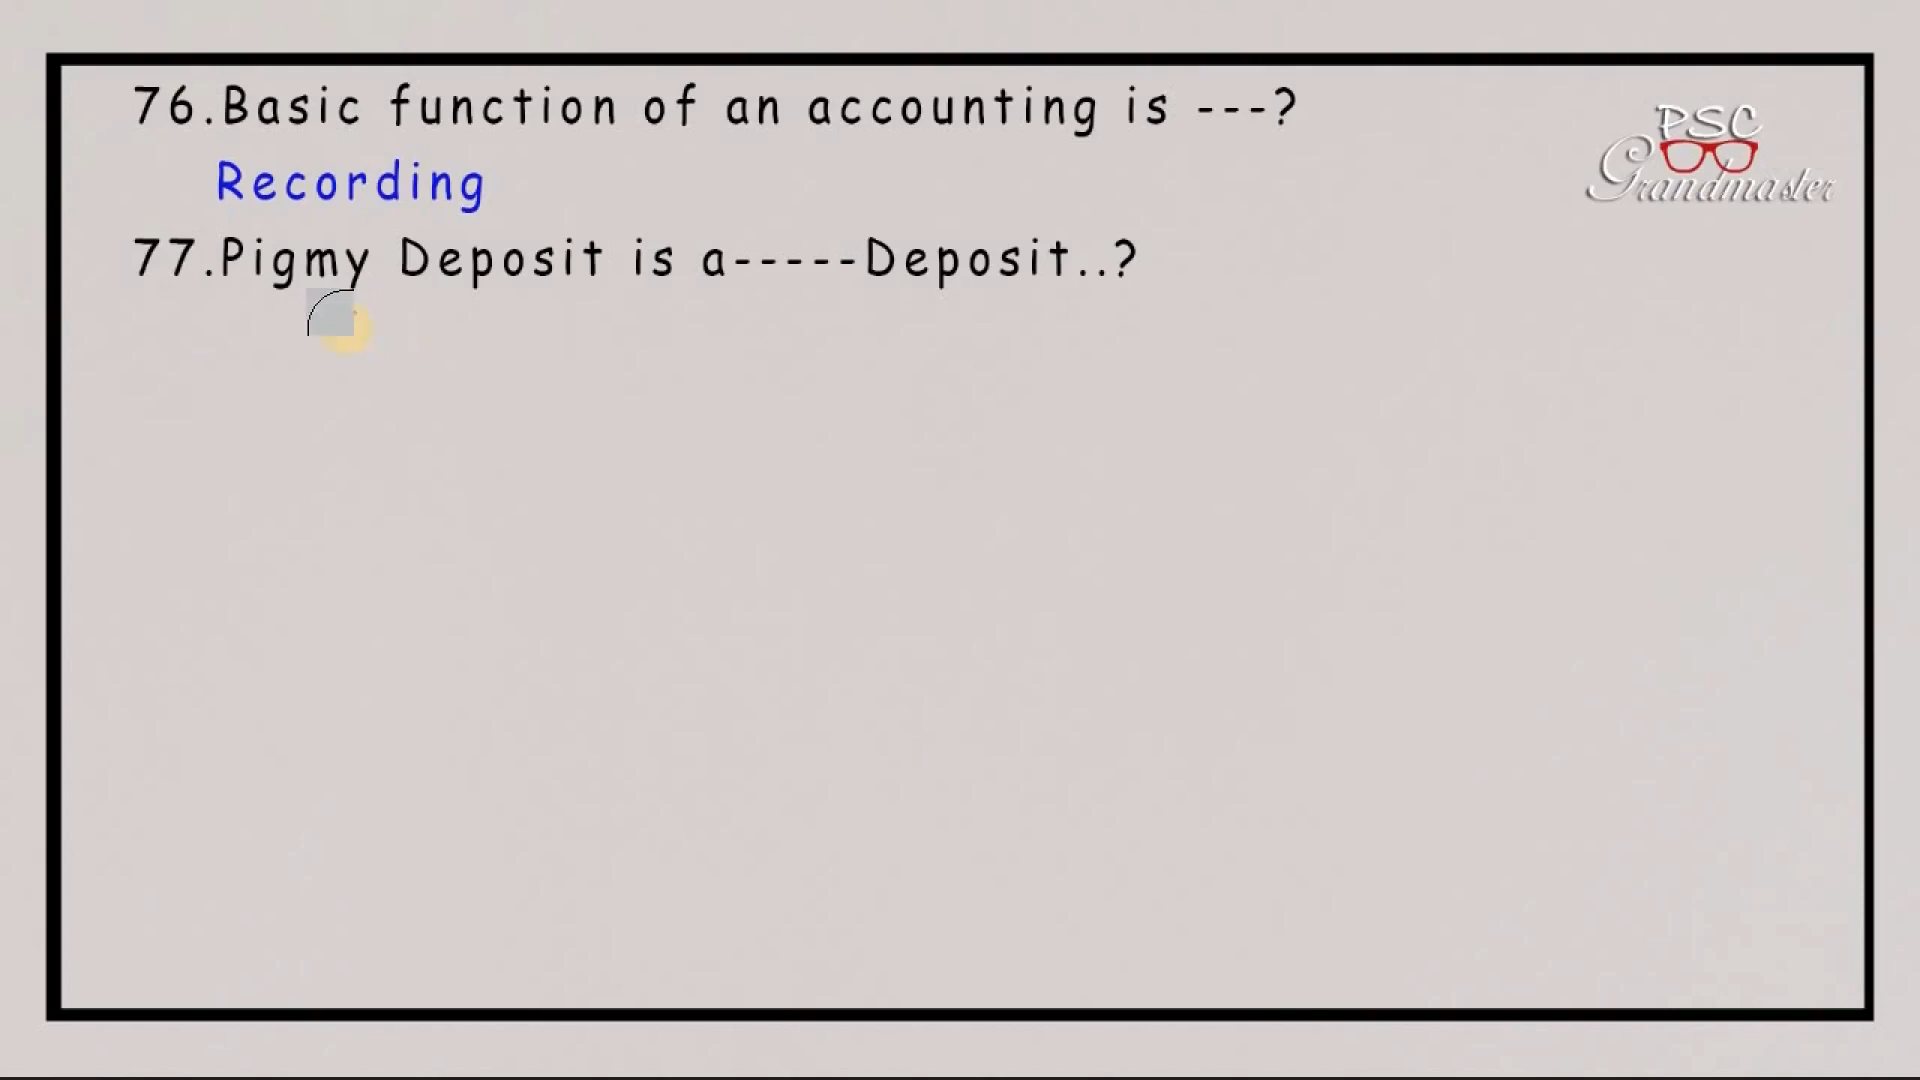 76.Basic function of an accounting is ---?
Recording
77.Pigmy Deposit is a-----Deposit..?
PSC
Grandmaster